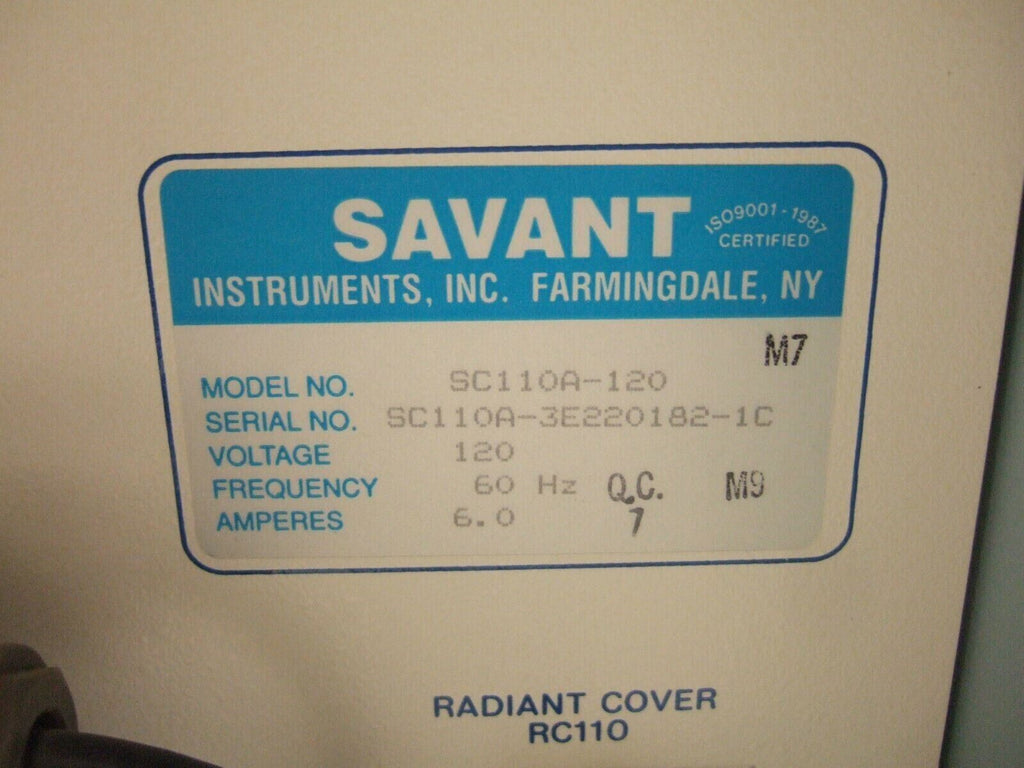 SAVANT
ISO9001-1987
CERTIFIED
INSTRUMENTS, INC. FARMINGDALE, NY
M7
MODEL NO. SC110A-120
SERIAL NO. SC110A-3E220182-1C
VOLTAGE 120
FREQUENCY 60 Hz Q.C. M9
AMPERES 6.0 7
RADIANT COVER
RC110